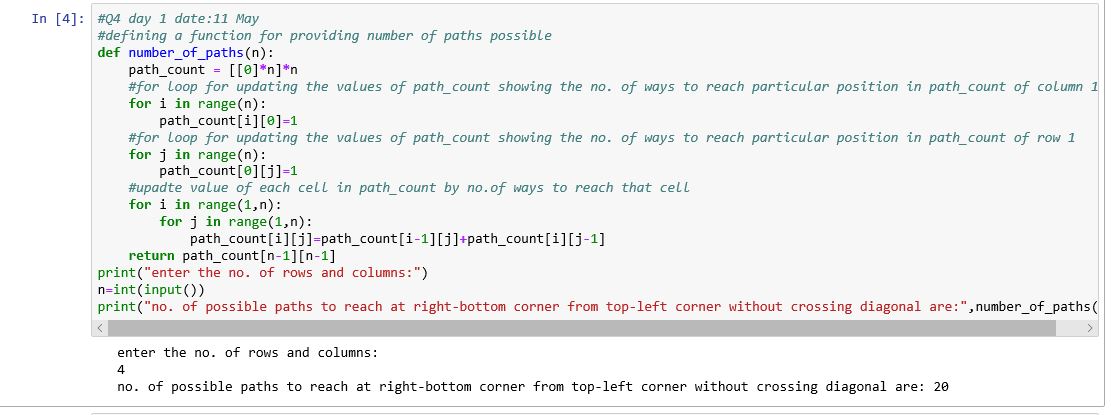 In [4]: #Q4 day 1 date:11 May
#defining a function for providing number of paths possible
def number_of_paths(n):
    path_count = [[0]*n]*n
    #for loop for updating the values of path_count showing the no. of ways to reach particular position in path_count of column 1
    for i in range(n):
        path_count[i][0]=1
    #for loop for updating the values of path_count showing the no. of ways to reach particular position in path_count of row 1
    for j in range(n):
        path_count[0][j]=1
    #upadte value of each cell in path_count by no.of ways to reach that cell
    for i in range(1,n):
        for j in range(1,n):
            path_count[i][j]=path_count[i-1][j]+path_count[i][j-1]
    return path_count[n-1][n-1]
print("enter the no. of rows and columns:")
n=int(input())
print("no. of possible paths to reach at right-bottom corner from top-left corner without crossing diagonal are:",number_of_paths(
enter the no. of rows and columns:
4
no. of possible paths to reach at right-bottom corner from top-left corner without crossing diagonal are: 20